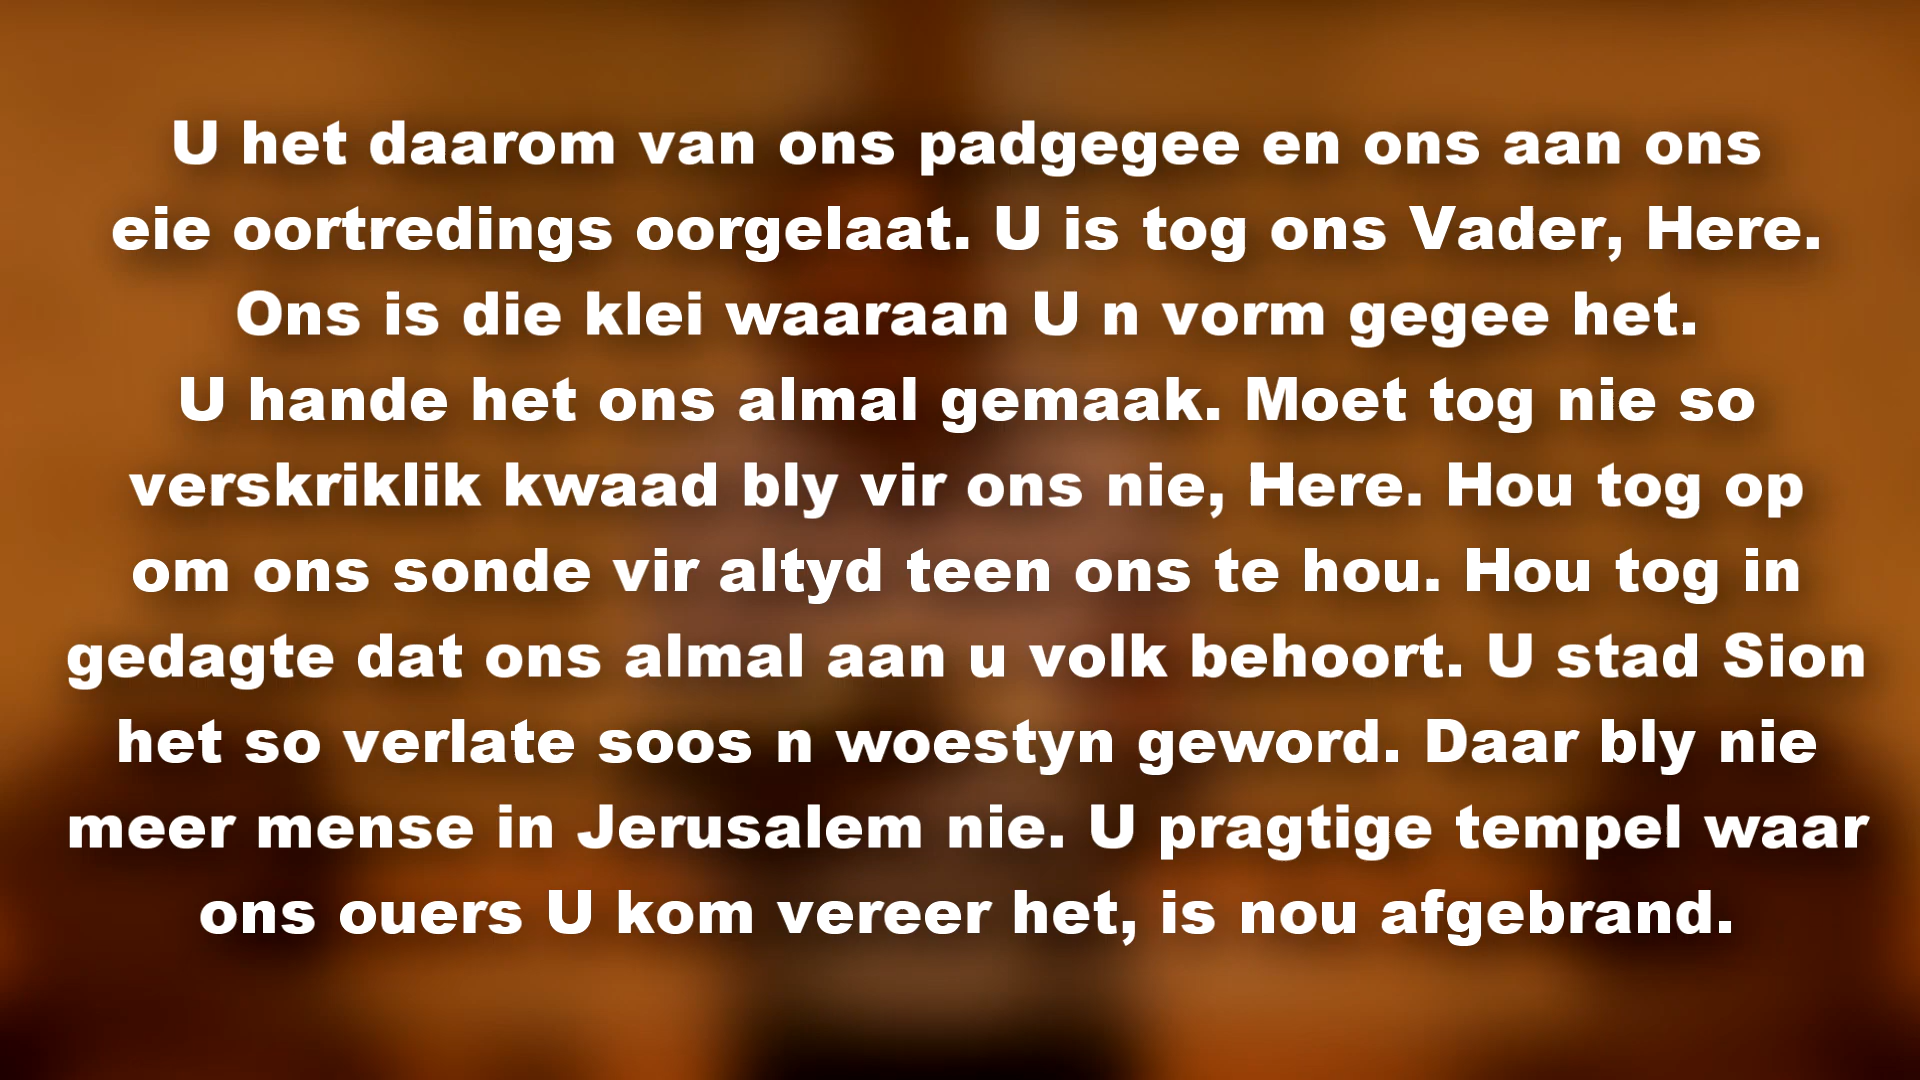 U het daarom van ons padgegee en ons aan ons
eie oortredings oorgelaat. U is tog ons Vader, Here.
Ons is die klei waaraan U n vorm gegee het.
U hande het ons almal gemaak. Moet tog nie so
verskriklik kwaad bly vir ons nie, Here. Hou tog op
om ons sonde vir altyd teen ons te hou. Hou tog in
gedagte dat ons almal aan u volk behoort. U stad Sion
het so verlate soos n woestyn geword. Daar bly nie
meer mense in Jerusalem nie. U pragtige tempel waar
ons ouers U kom vereer het, is nou afgebrand.